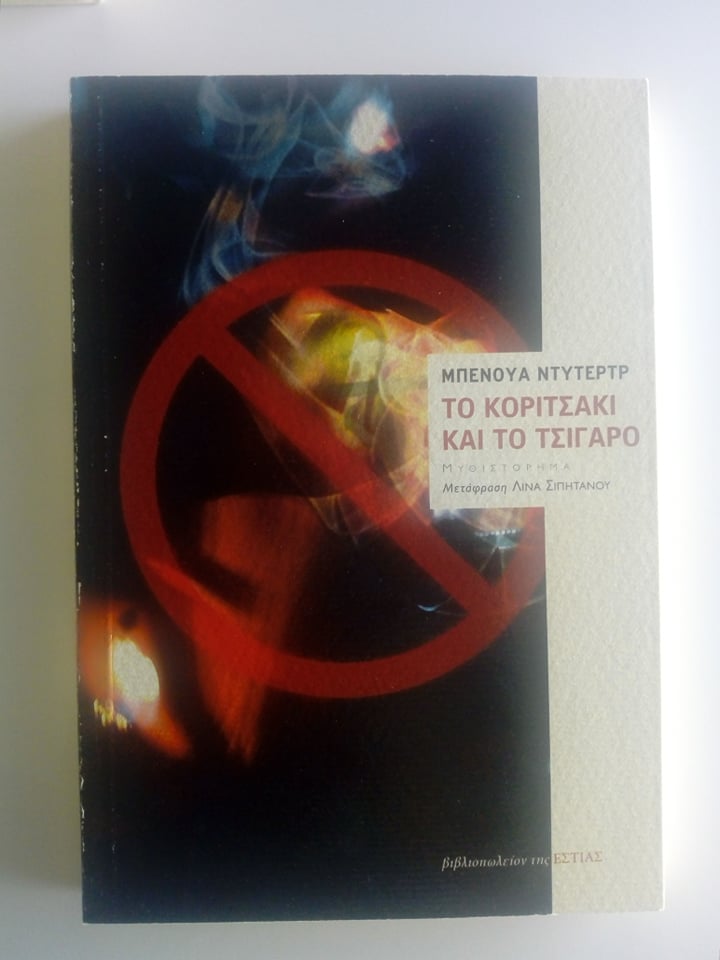 ΜΠΕΝΟΥΑ ΝΤΥΤΕΡΤΡ
ΤΟ ΚΟΡΙΤΣΑΚΙ
ΚΑΙ ΤΟ ΤΣΙΓΑΡΟ
ΜΥΘΙΣΤΟΡΗΜΑ
Μετάφραση ΛΙΝΑ ΣΙΠΗΤΑΝΟΥ
βιβλιοπωλείον της ΕΣΤΙΑΣ